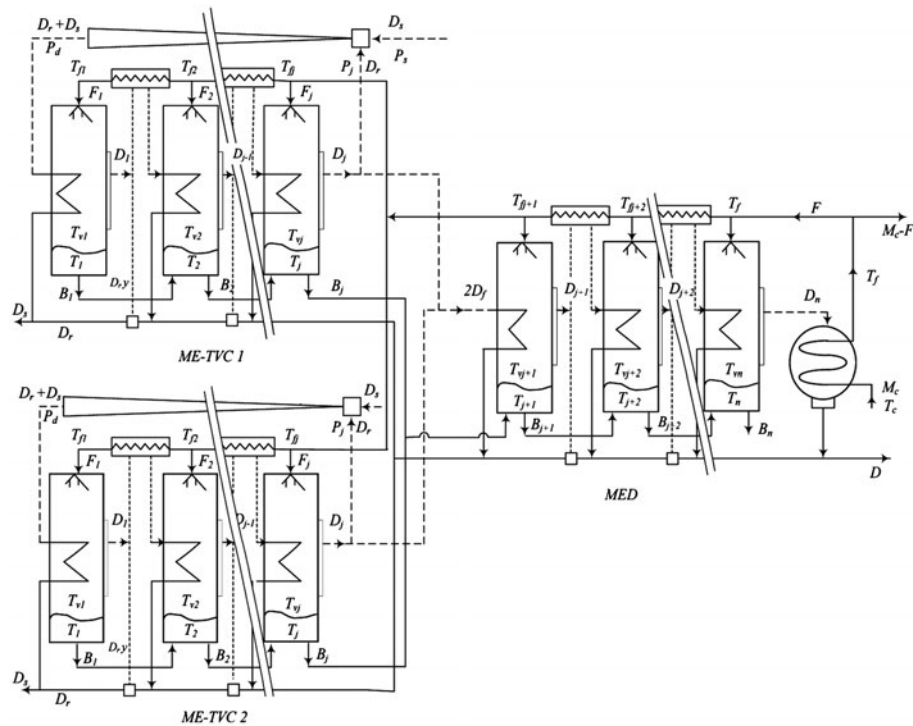 D_r + D_s
D_s
P_d
P_j D_r
P_s
T_f1 T_f2 T_fj
F_1 F_2 F_j
D_1 D_j-1 D_j
T_v1 T_v2 T_vj
T_1 T_2 T_j
D_r.y
B_1 B_2 B_j
D_s
D_r
ME-TVC 1
T_fj+1 T_fj+2 T_f F
M_c-F
2D_f D_j+1 D_j+2 D_n T_f
T_vj+1 T_vj+2 T_vn
T_j+1 T_j+2 T_n
M_c
T_c
B_j+1 B_j+2 B_n
D
MED
D_r + D_s
D_s
P_d
P_j D_r
T_f1 T_f2 T_fj
F_1 F_2 F_j
D_1 D_j-1 D_j
T_v1 T_v2 T_vj
T_1 T_2 T_j
D_r.y
B_1 B_2 B_j
D_s
D_r
ME-TVC 2